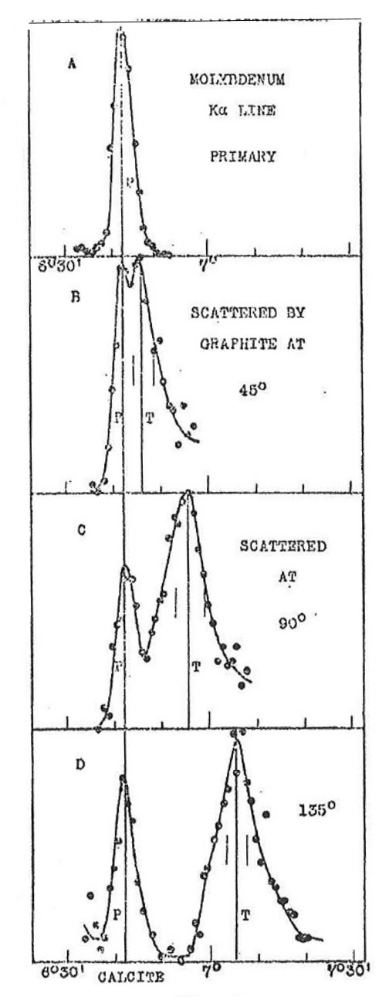 A
MOLYBDENUM
Kα LINE
PRIMARY
P
6°30' 7°
B
SCATTERED BY
GRAPHITE AT
45°
P T
C
SCATTERED
AT
90°
P T
D
135°
P T
6°30' 7° 7°30'
CALCITE